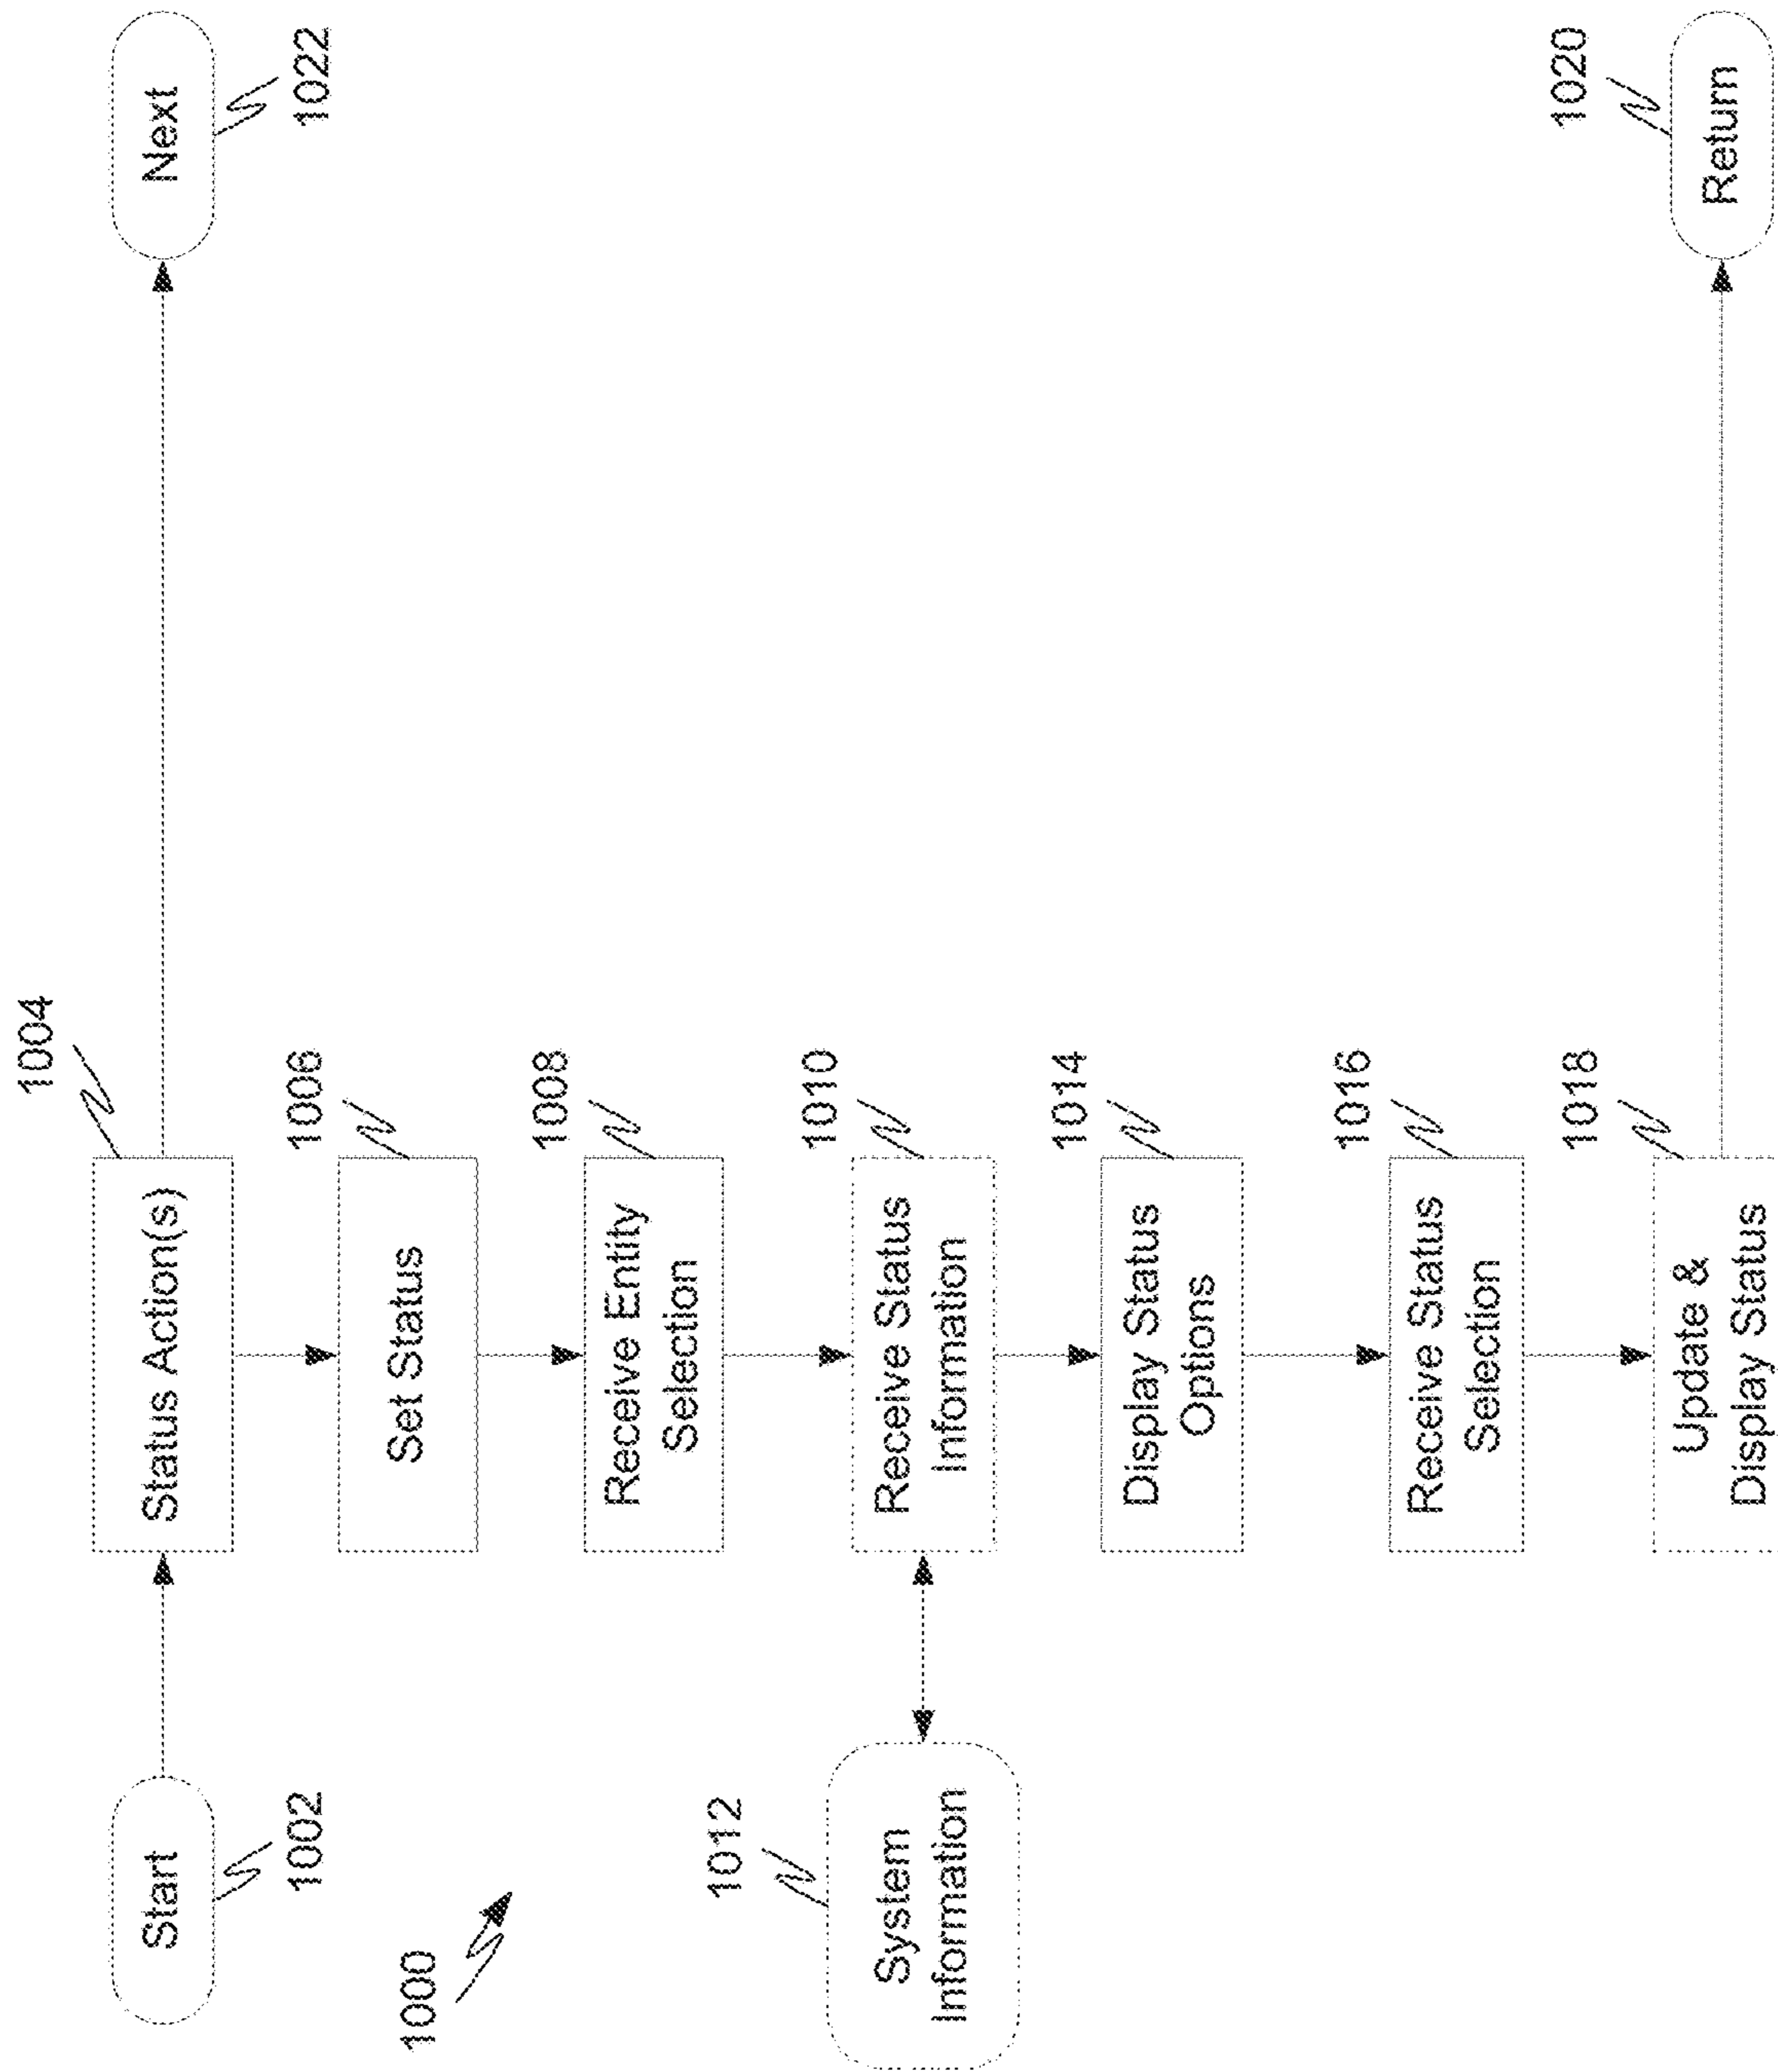 1004
Start
Status Action(s)
Next
1002
1006
1022
Set Status
1000
1008
Receive Entity
Selection
1012
1010
System
Information
Receive Status
Information
1014
Display Status
Options
1016
Receive Status
Selection
1018
1020
Update &
Display Status
Return